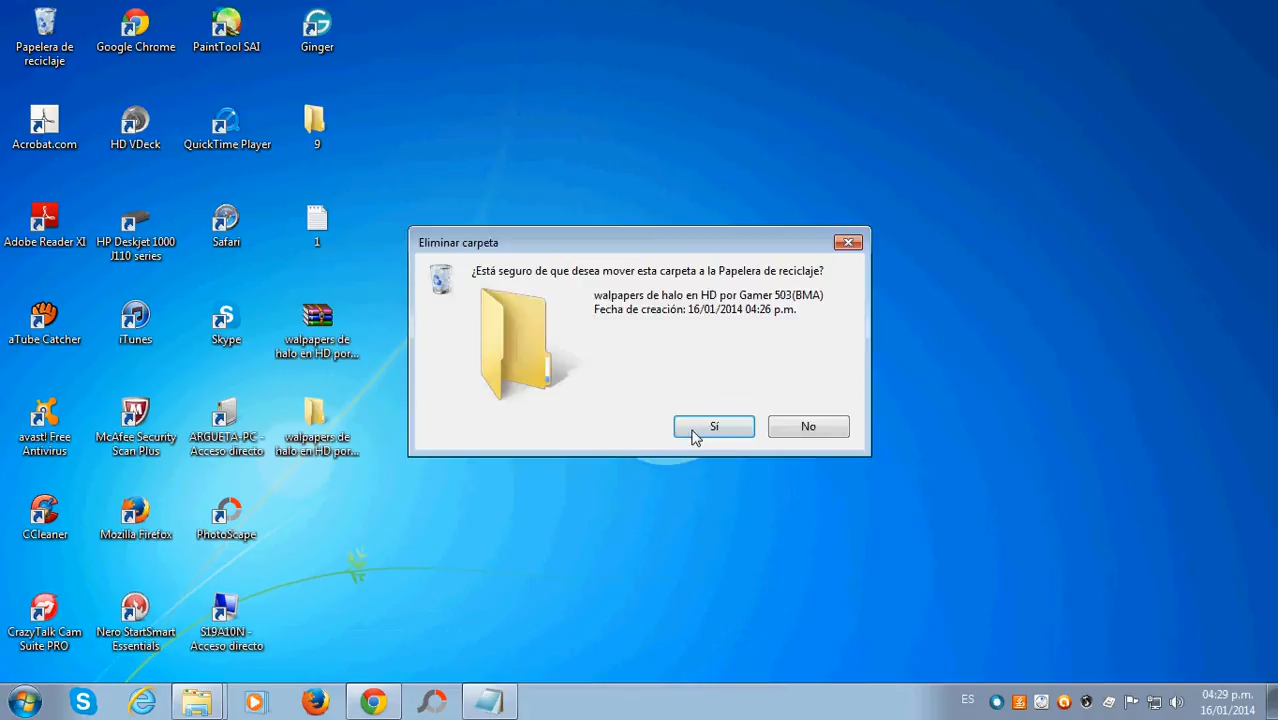 Papelera de
reciclaje
Google Chrome
PaintTool SAI
Ginger
Acrobat.com
HD VDeck
QuickTime Player
9
Adobe Reader XI
HP Deskjet 1000
J110 series
Safari
1
aTube Catcher
iTunes
Skype
walpapers de
halo en HD por...
avast! Free
Antivirus
McAfee Security
Scan Plus
ARGUETA-PC -
Acceso directo
walpapers de
halo en HD por...
CCleaner
Mozilla Firefox
PhotoScape
CrazyTalk Cam
Suite PRO
Nero StartSmart
Essentials
S19A10N -
Acceso directo
Eliminar carpeta
¿Está seguro de que desea mover esta carpeta a la Papelera de reciclaje?
walpapers de halo en HD por Gamer 503(BMA)
Fecha de creación: 16/01/2014 04:26 p.m.
Sí
No
ES
04:29 p.m.
16/01/2014